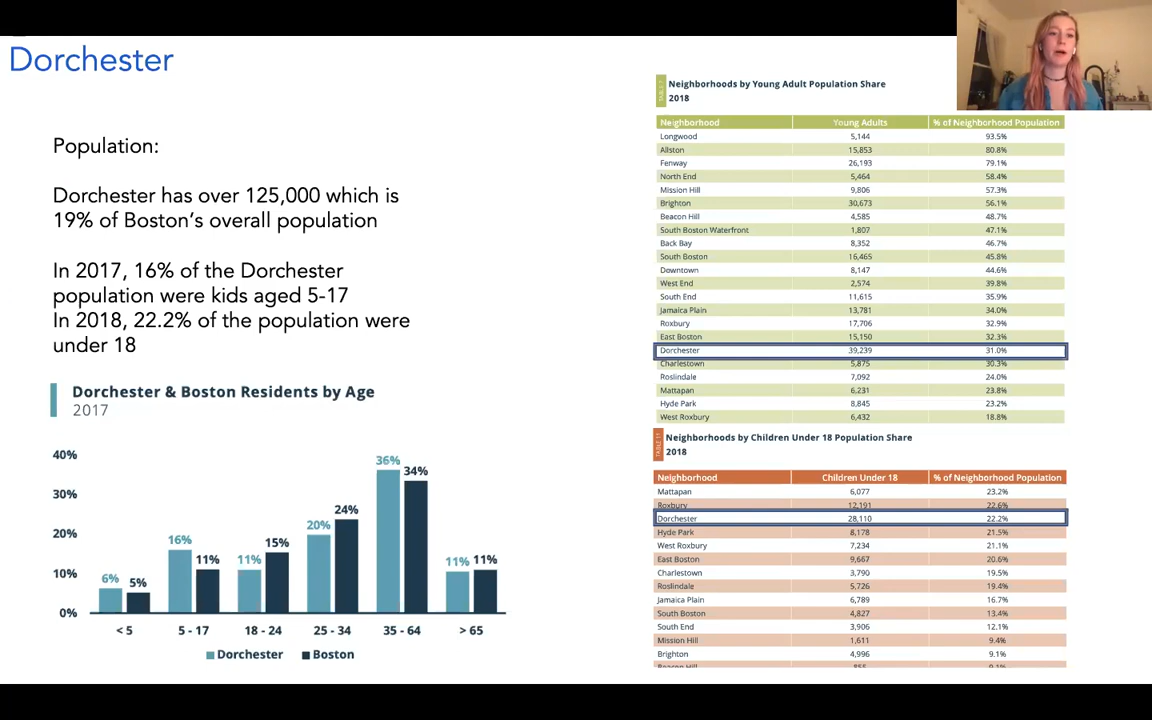 Dorchester
Population:
Dorchester has over 125,000 which is
19% of Boston's overall population
In 2017, 16% of the Dorchester
population were kids aged 5-17
In 2018, 22.2% of the population were
under 18
Dorchester & Boston Residents by Age
2017
40%
30%
20%
10%
0%
6% 5% 16% 11% 11% 15% 20% 24% 36% 34% 11% 11%
< 5 5 - 17 18 - 24 25 - 34 35 - 64 > 65
Dorchester Boston
Neighborhoods by Young Adult Population Share
2018
Neighborhood Young Adults % of Neighborhood Population
Longwood 5,144 93.5%
Allston 15,853 80.8%
Fenway 26,193 79.1%
North End 5,464 58.4%
Mission Hill 9,806 57.3%
Brighton 30,673 56.1%
Beacon Hill 4,585 48.7%
South Boston Waterfront 1,807 47.1%
Back Bay 8,352 46.7%
South Boston 16,465 45.8%
Downtown 8,147 44.6%
West End 2,574 39.8%
South End 11,615 35.9%
Jamaica Plain 13,781 34.0%
Roxbury 17,706 32.9%
East Boston 15,150 32.3%
Dorchester 39,239 31.0%
Charlestown 5,875 30.3%
Roslindale 7,092 24.0%
Mattapan 6,231 23.8%
Hyde Park 8,845 23.2%
West Roxbury 6,432 18.8%
Neighborhoods by Children Under 18 Population Share
2018
Neighborhood Children Under 18 % of Neighborhood Population
Mattapan 6,077 23.2%
Roxbury 12,191 22.6%
Dorchester 28,110 22.2%
Hyde Park 8,178 21.5%
West Roxbury 7,234 21.1%
East Boston 9,667 20.6%
Charlestown 3,790 19.5%
Roslindale 5,726 19.4%
Jamaica Plain 6,789 16.7%
South Boston 4,827 13.4%
South End 3,906 12.1%
Mission Hill 1,611 9.4%
Brighton 4,996 9.1%
Beacon Hill 855 9.1%